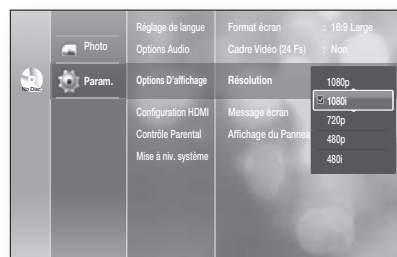 Réglage de langue Format écran : 16:9 Large
Photo Options Audio Cadre Vidéo (24 Fs) : Non
No Disc Param. Options D'affichage Résolution 1080p
1080i
Configuration HDMI Message écran 720p
Contrôle Parental Affichage du Pannea 480p
Mise à niv. système 480i